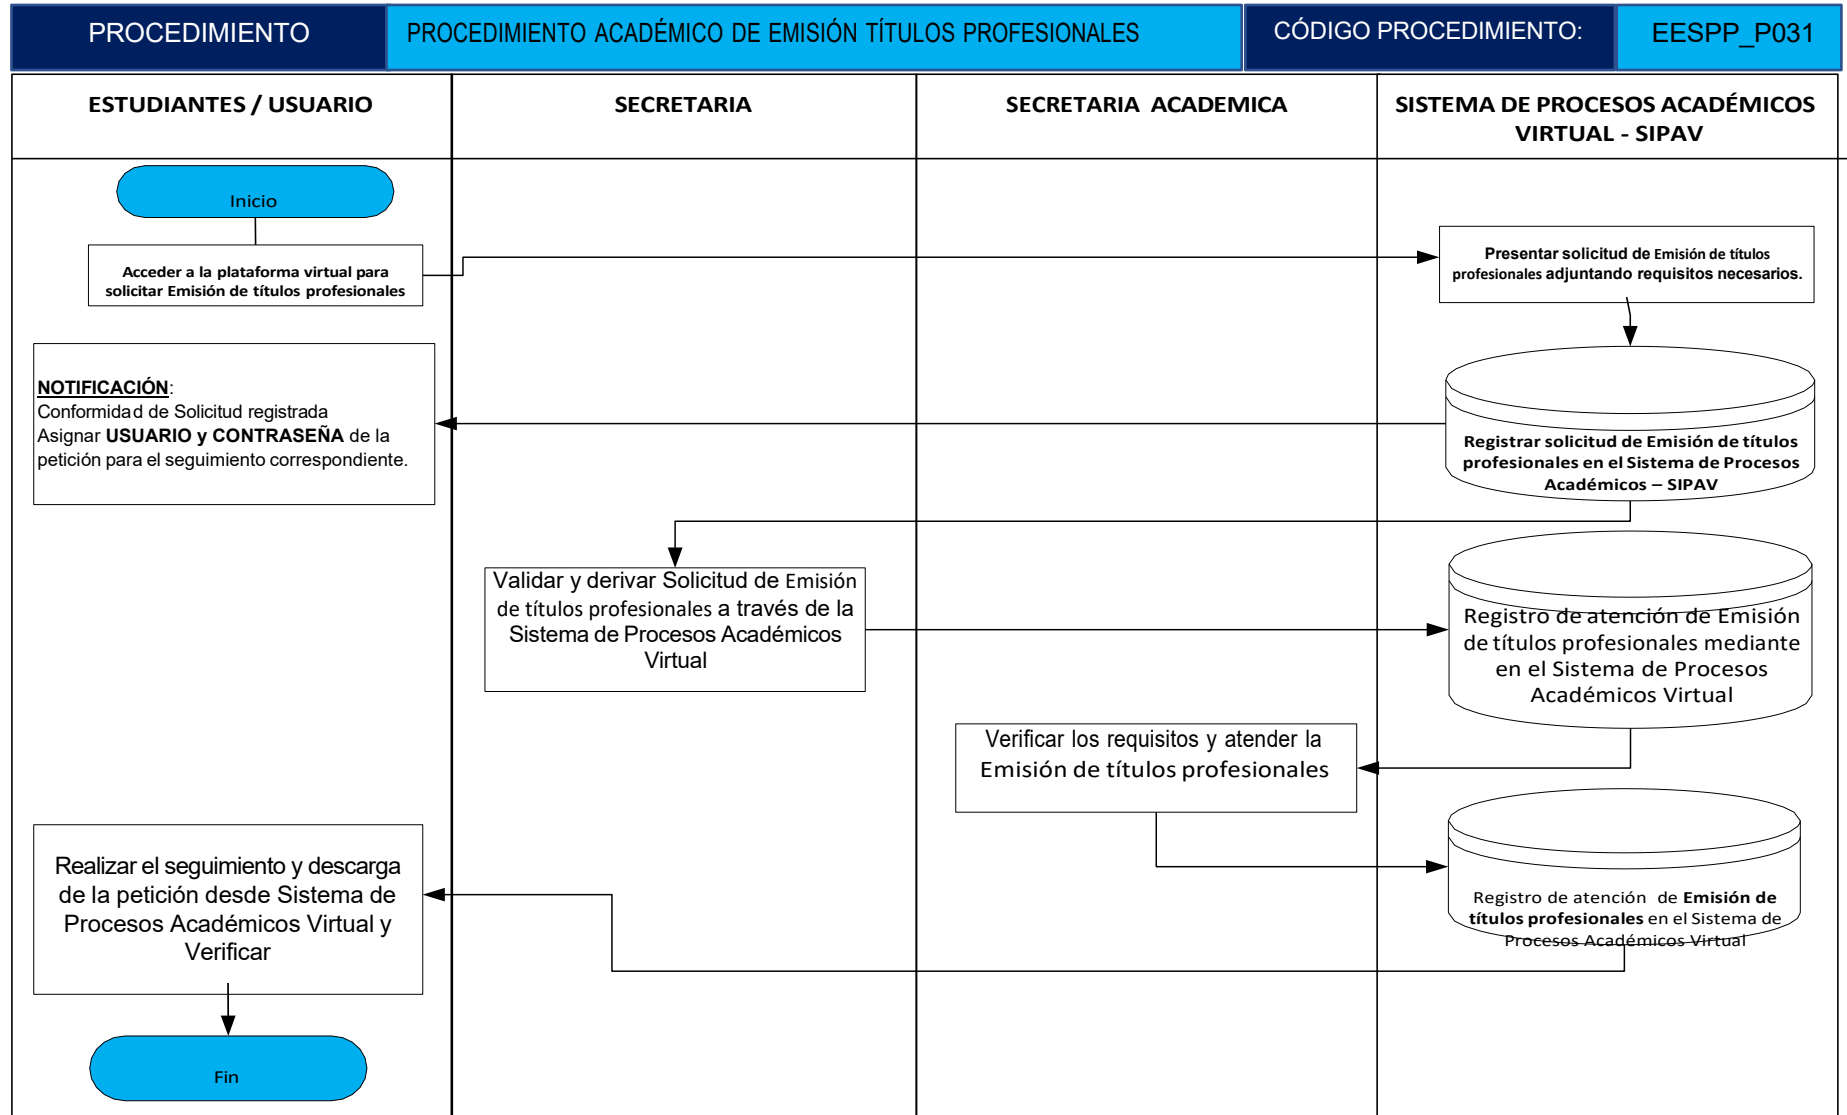 PROCEDIMIENTO
PROCEDIMIENTO ACADÉMICO DE EMISIÓN TÍTULOS PROFESIONALES
CÓDIGO PROCEDIMIENTO:
EESPP_P031
ESTUDIANTES / USUARIO
SECRETARIA
SECRETARIA ACADEMICA
SISTEMA DE PROCESOS ACADÉMICOS
VIRTUAL - SIPAV
Inicio
Acceder a la plataforma virtual para
solicitar Emisión de títulos profesionales
Presentar solicitud de Emisión de títulos
profesionales adjuntando requisitos necesarios.
NOTIFICACIÓN:
Conformidad de Solicitud registrada
Asignar USUARIO y CONTRASEÑA de la
petición para el seguimiento correspondiente.
Registrar solicitud de Emisión de títulos
profesionales en el Sistema de Procesos
Académicos – SIPAV
Validar y derivar Solicitud de Emisión
de títulos profesionales a través de la
Sistema de Procesos Académicos
Virtual
Registro de atención de Emisión
de títulos profesionales mediante
en el Sistema de Procesos
Académicos Virtual
Verificar los requisitos y atender la
Emisión de títulos profesionales
Realizar el seguimiento y descarga
de la petición desde Sistema de
Procesos Académicos Virtual y
Verificar
Registro de atención de Emisión de
títulos profesionales en el Sistema de
Procesos Académicos Virtual
Fin